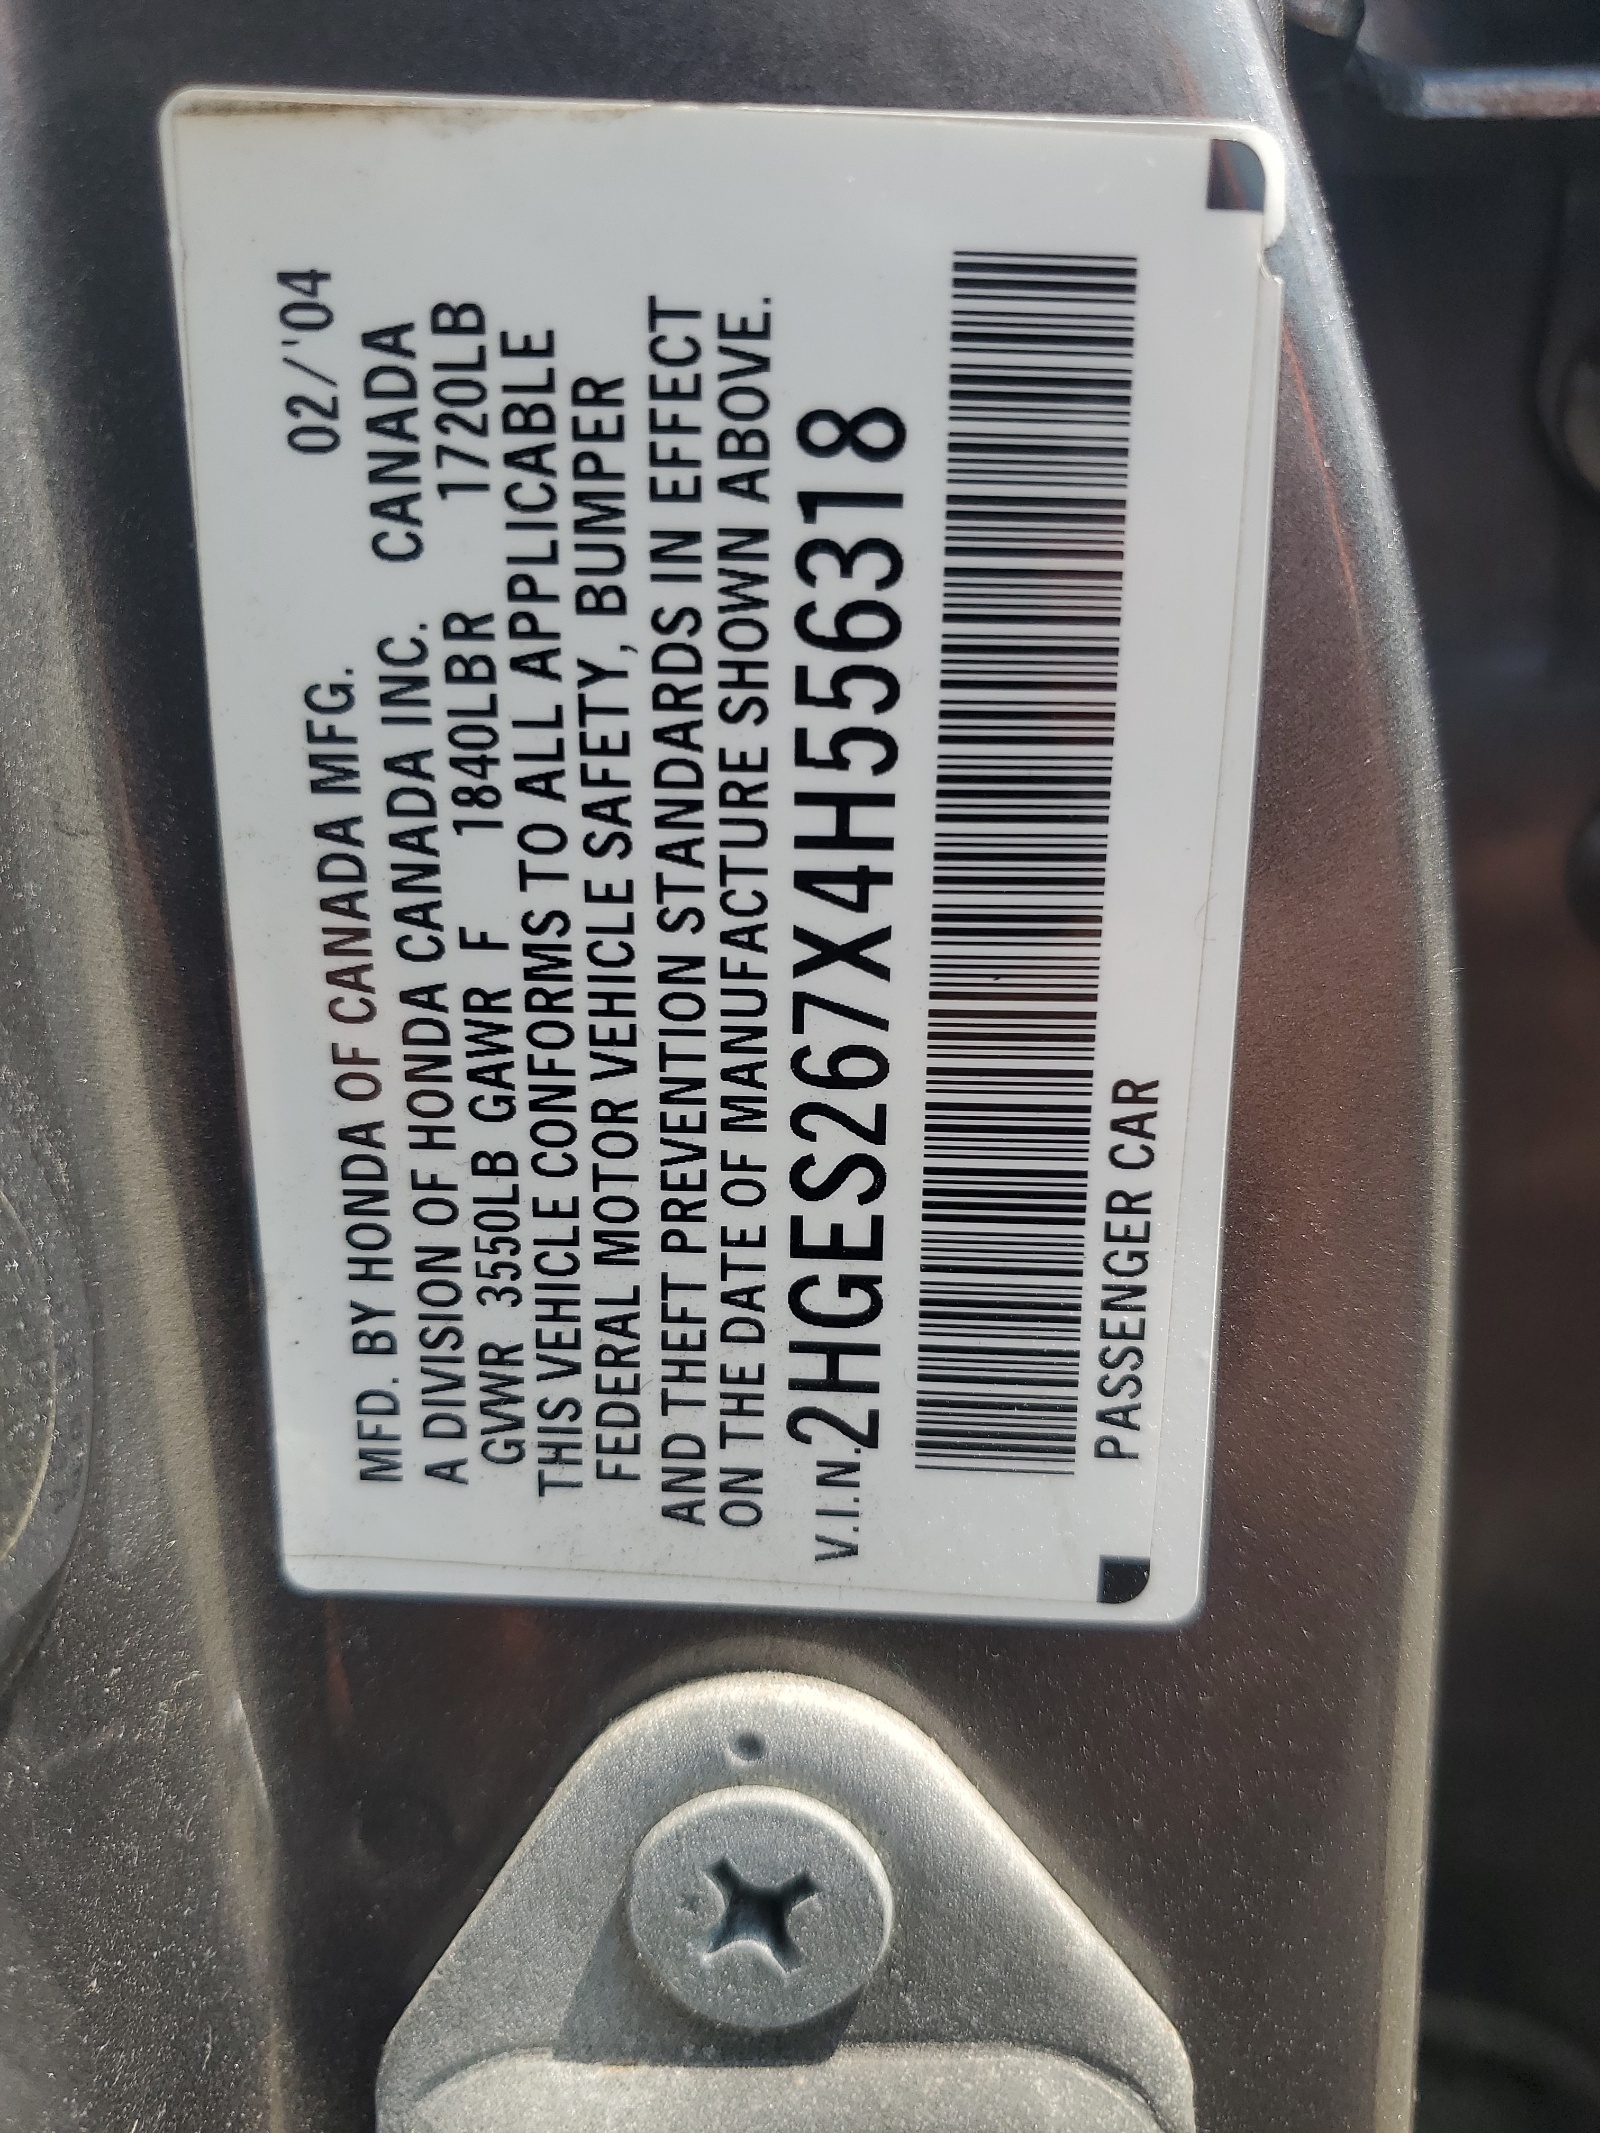 02/'04
MFD. BY HONDA OF CANADA MFG.
A DIVISION OF HONDA CANADA INC. CANADA
GVWR 3550LB GAWR F 1840LBR 1720LB
THIS VEHICLE CONFORMS TO ALL APPLICABLE
FEDERAL MOTOR VEHICLE SAFETY, BUMPER
AND THEFT PREVENTION STANDARDS IN EFFECT
ON THE DATE OF MANUFACTURE SHOWN ABOVE.
V.I.N. 2HGES267X4H556318
PASSENGER CAR